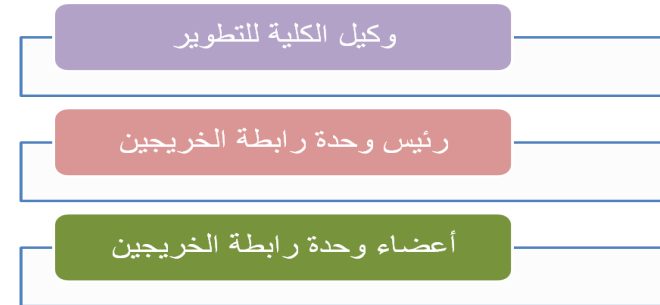 وكيل الكلية للتطوير
رئيس وحدة رابطة الخريجين
أعضاء وحدة رابطة الخريجين